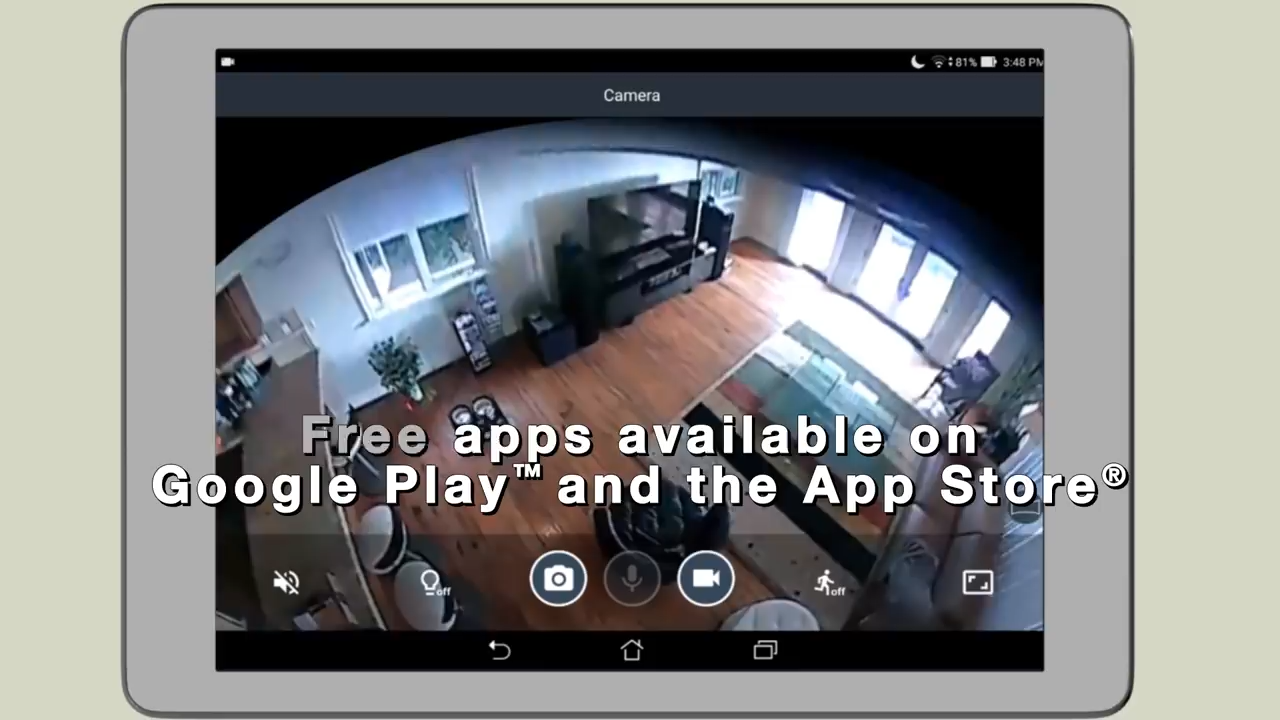 81% 3:48 PM
Camera
Free apps available on
Google Play™ and the App Store®
off off